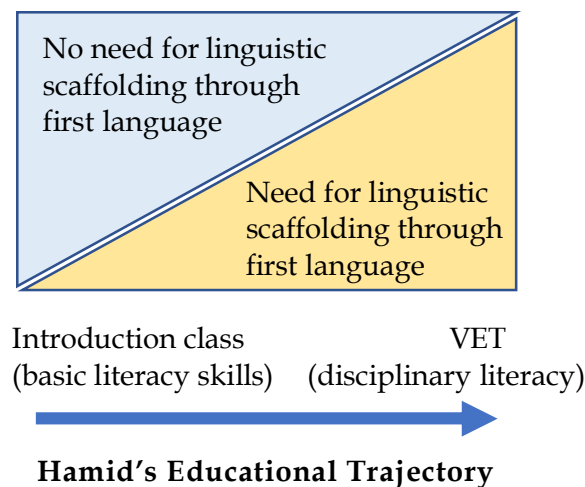 No need for linguistic
scaffolding through
first language
Need for linguistic
scaffolding through
first language
Introduction class
(basic literacy skills)
VET
(disciplinary literacy)
Hamid’s Educational Trajectory